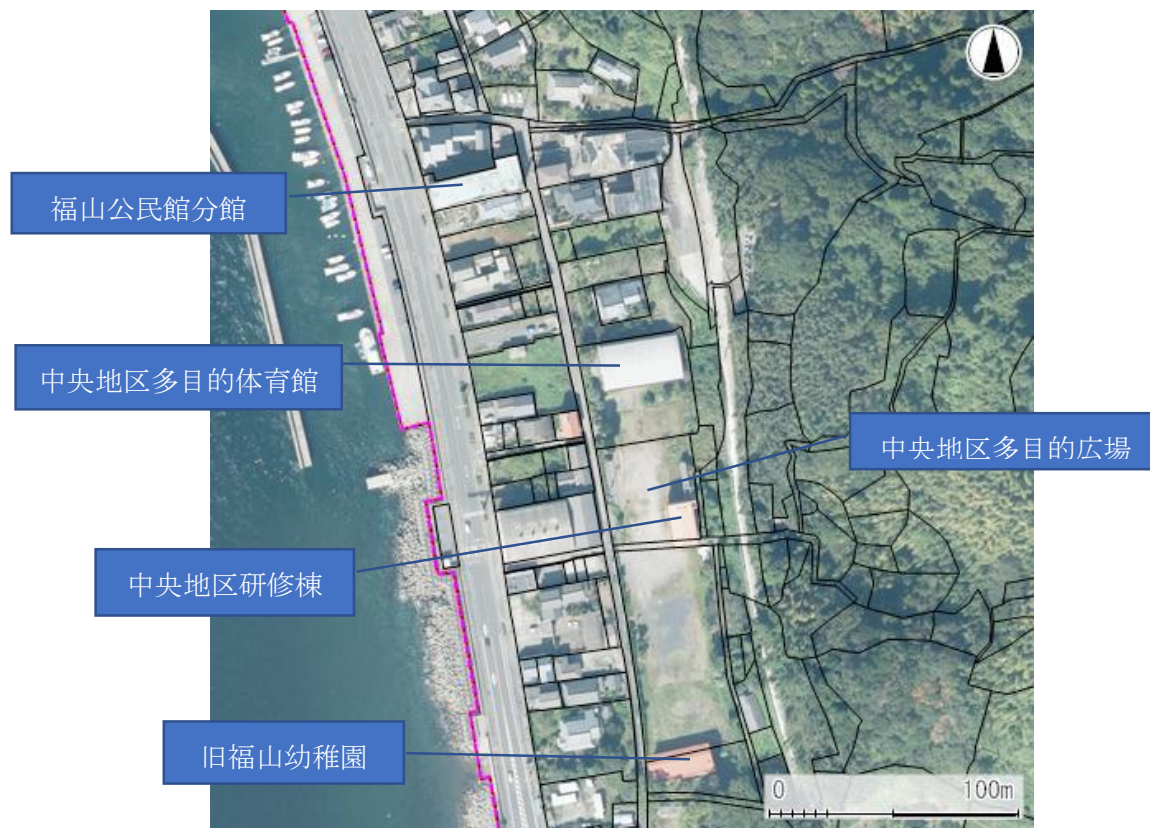 福山公民館分館
中央地区多目的体育館
中央地区多目的広場
中央地区研修棟
旧福山幼稚園
0 100m